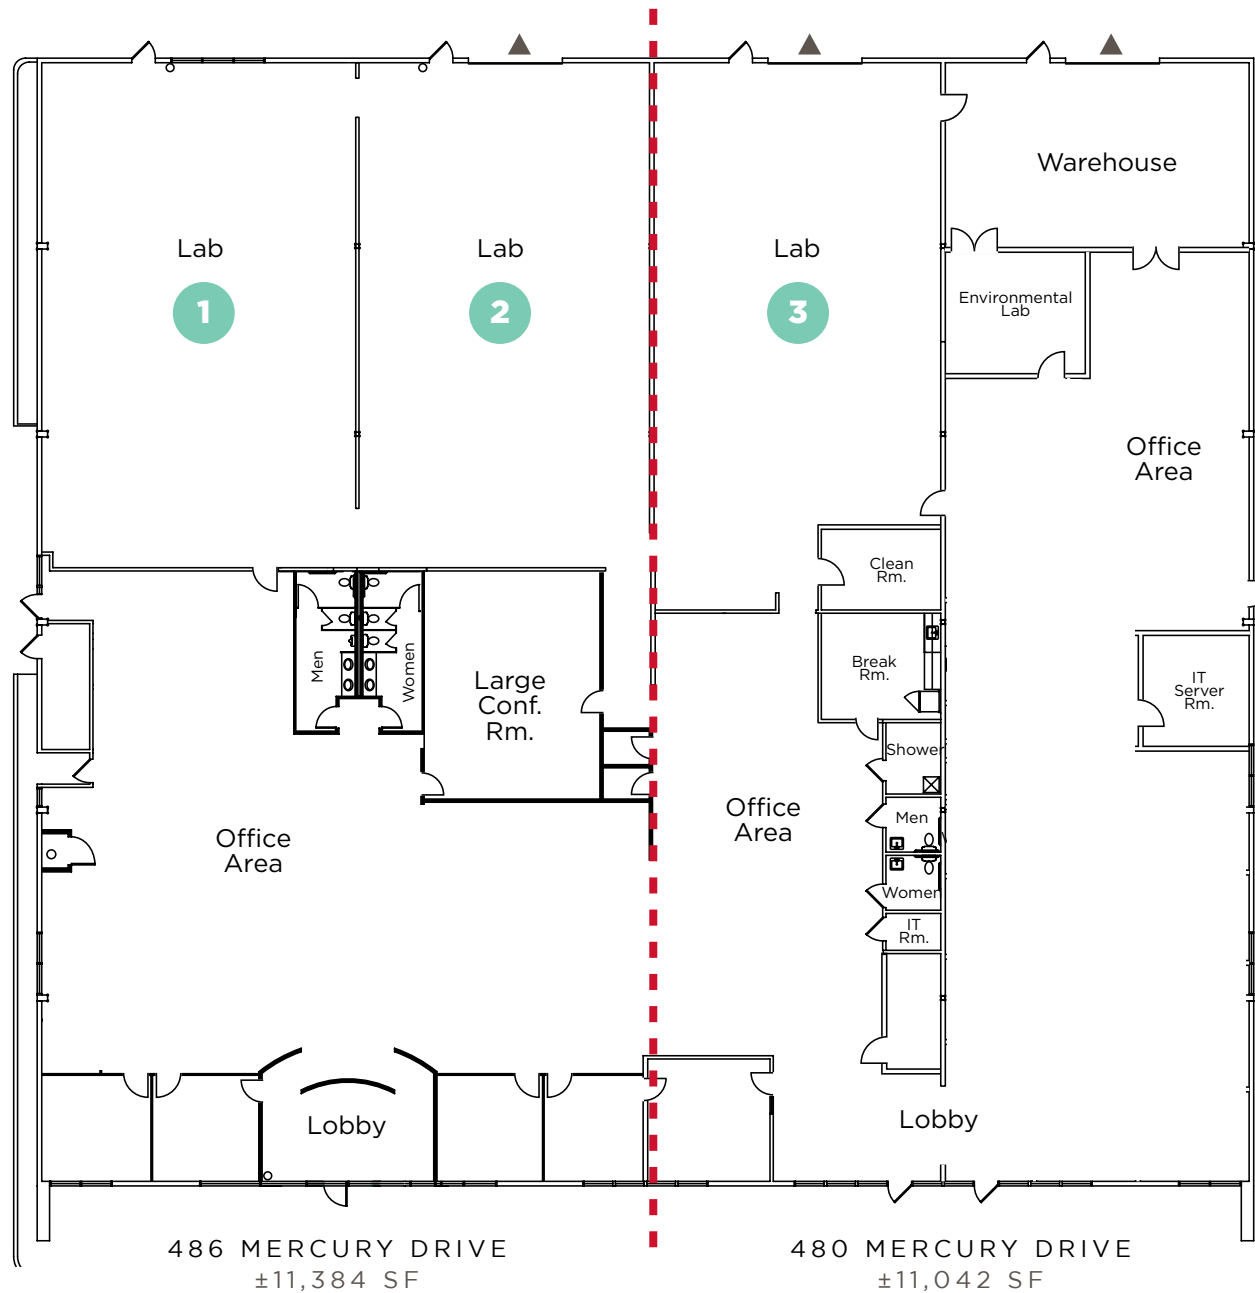 Warehouse
Lab
Lab
Lab
1
2
3
Environmental
Lab
Office
Area
Clean
Rm.
Men
Women
Large
Conf.
Rm.
Break
Rm.
IT
Server
Rm.
Shower
Office
Area
Office
Area
Men
Women
IT
Rm.
Lobby
Lobby
486 MERCURY DRIVE
±11,384 SF
480 MERCURY DRIVE
±11,042 SF